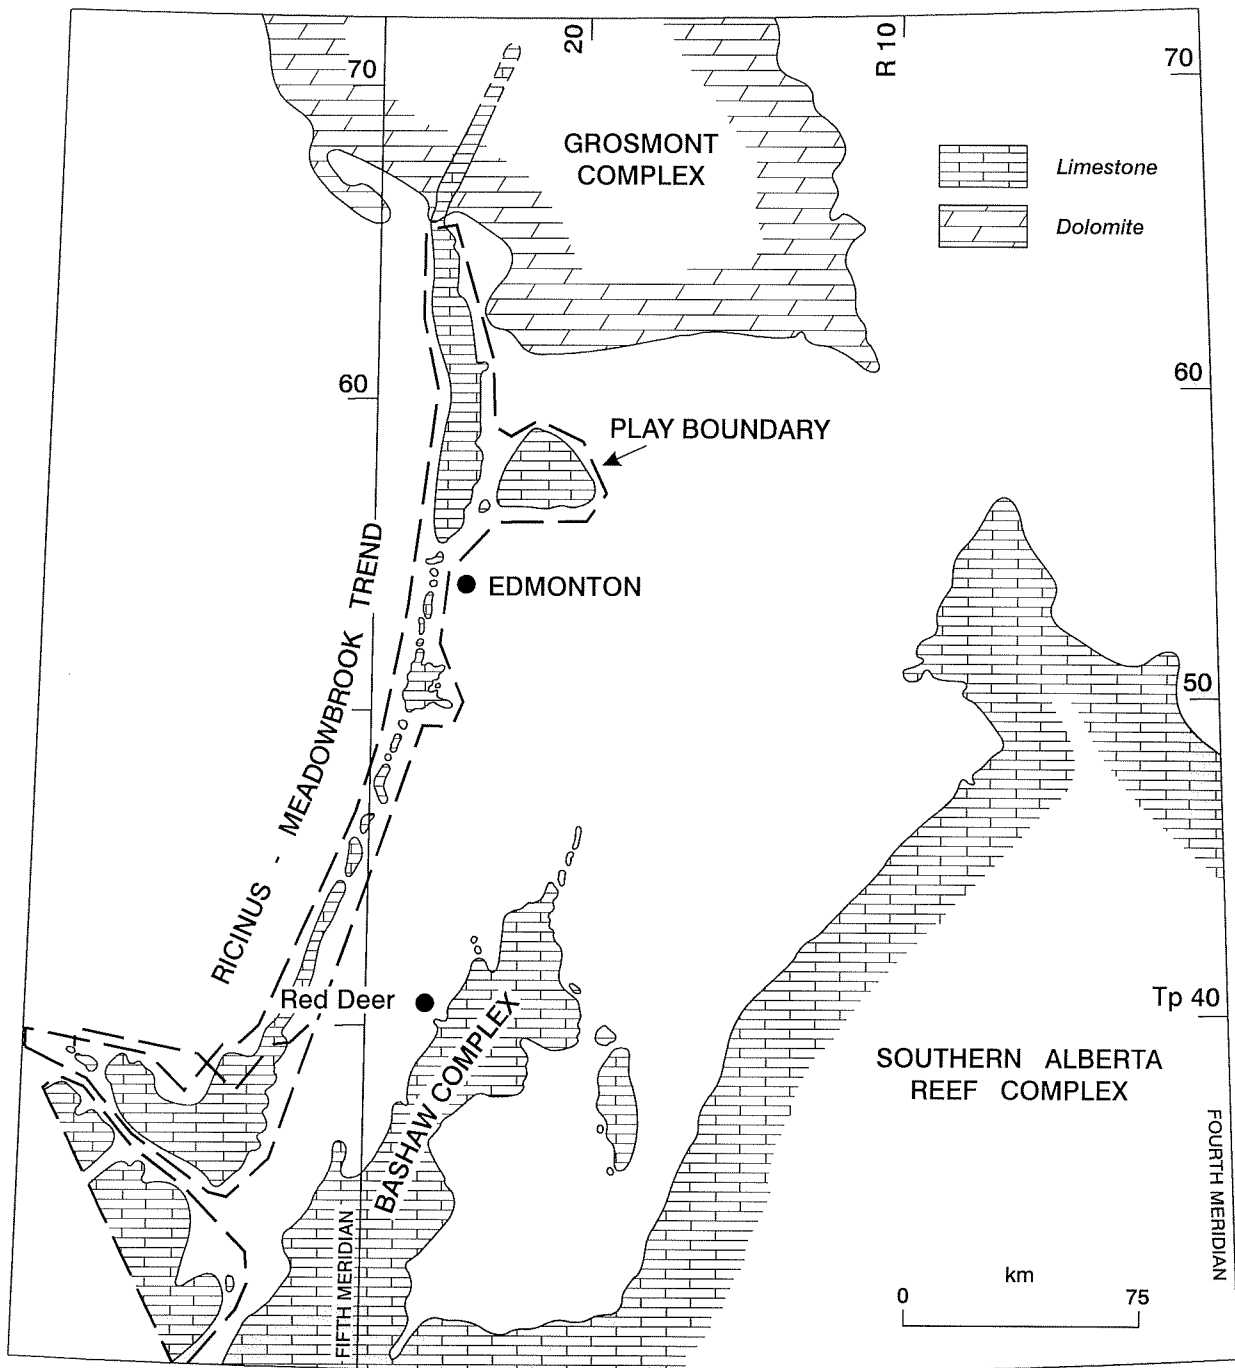 20
R 10
70
70
GROSMONT
COMPLEX
Limestone
Dolomite
60
60
PLAY BOUNDARY
EDMONTON
RICINUS - MEADOWBROOK TREND
50
Red Deer
Tp 40
BASHAW COMPLEX
SOUTHERN ALBERTA
REEF COMPLEX
FOURTH MERIDIAN
FIFTH MERIDIAN
km
0
75